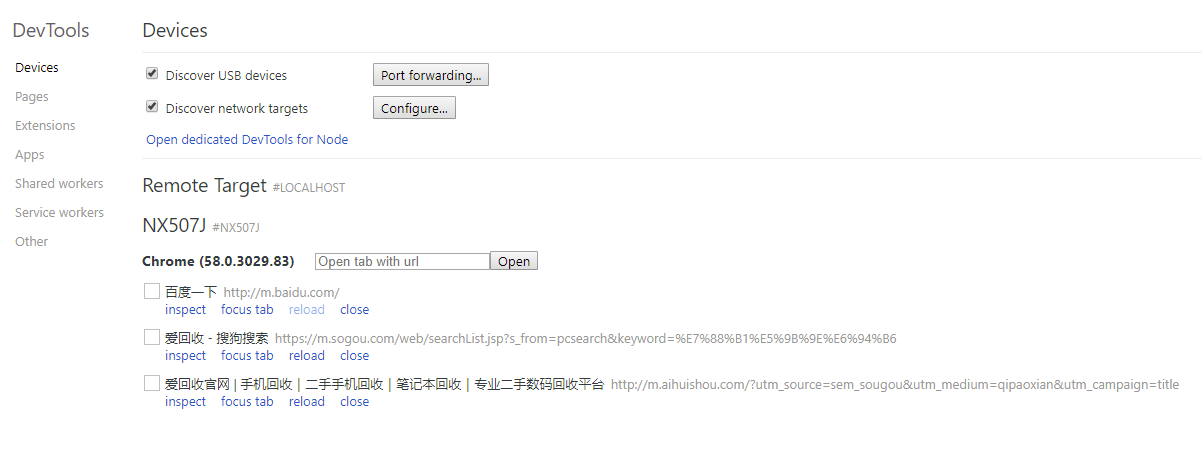 DevTools
Devices
Pages
Extensions
Apps
Shared workers
Service workers
Other
Devices
Discover USB devices Port forwarding...
Discover network targets Configure...
Open dedicated DevTools for Node
Remote Target #LOCALHOST
NX507J #NX507J
Chrome (58.0.3029.83) Open tab with url Open
百度一下 http://m.baidu.com/
inspect focus tab reload close
爱回收 - 搜狗搜索 https://m.sogou.com/web/searchList.jsp?s_from=pcsearch&keyword=%E7%88%B1%E5%9B%9E%E6%94%B6
inspect focus tab reload close
爱回收官网 | 手机回收｜二手手机回收｜笔记本回收｜专业二手数码回收平台 http://m.aihuishou.com/?utm_source=sem_sougou&utm_medium=qipaoxian&utm_campaign=title
inspect focus tab reload close